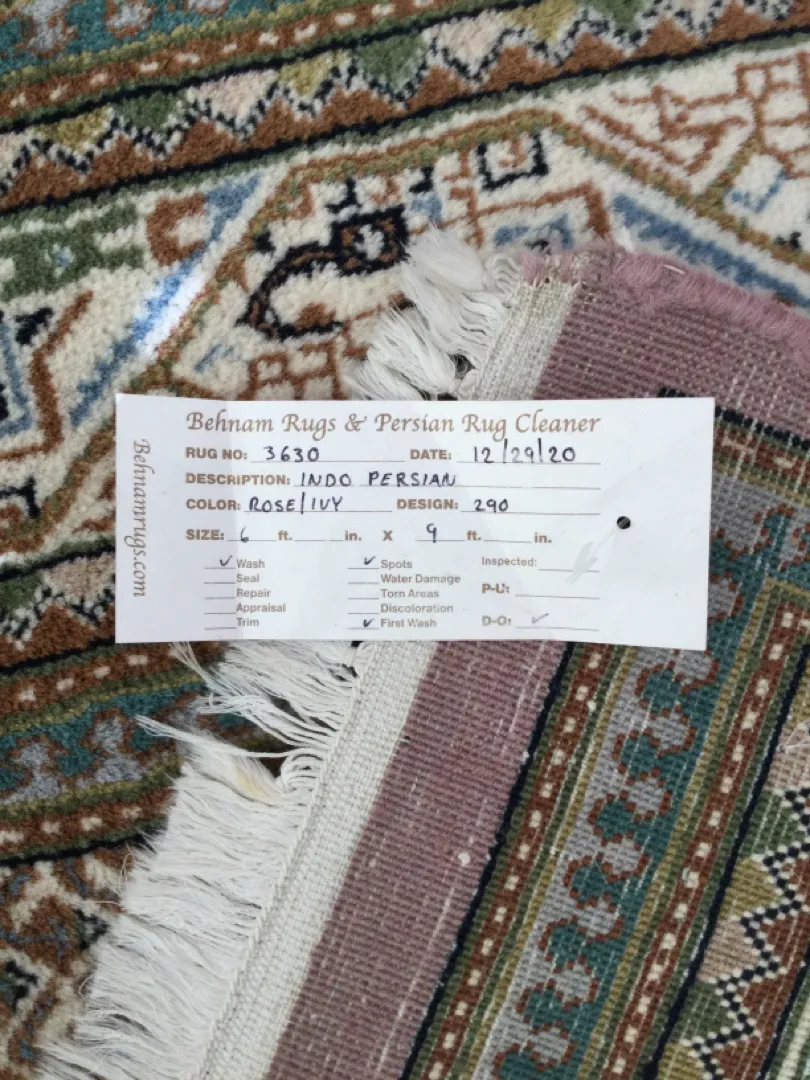 Behnam Rugs & Persian Rug Cleaner
RUG NO: 3630 DATE: 12/29/20
DESCRIPTION: INDO PERSIAN
COLOR: ROSE/IVY DESIGN: 290
SIZE: 6 ft. in. X 9 ft. in.
✓ Wash ✓ Spots Inspected:
Seal Water Damage
Repair Torn Areas P-U:
Appraisal Discoloration
Trim ✓ First Wash D-O: ✓
Behnamrugs.com